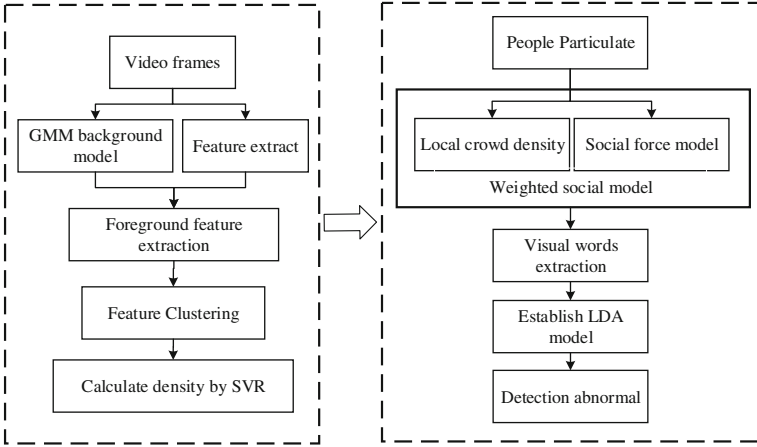 Video frames
GMM background
model
Feature extract
Foreground feature
extraction
Feature Clustering
Calculate density by SVR
People Particulate
Local crowd density
Social force model
Weighted social model
Visual words
extraction
Establish LDA
model
Detection abnormal